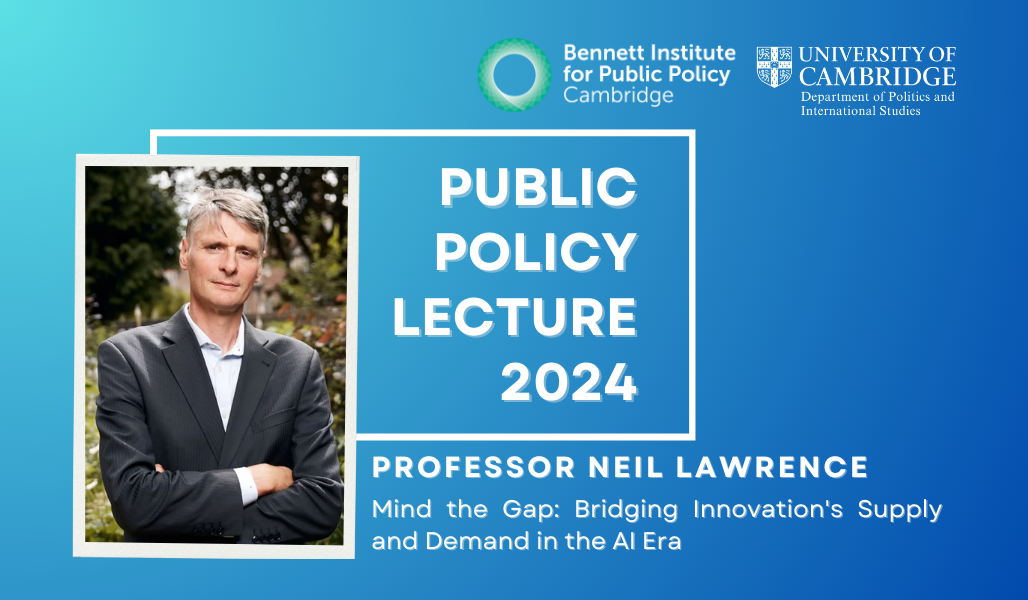 Bennett Institute
for Public Policy
Cambridge
UNIVERSITY OF
CAMBRIDGE
Department of Politics and
International Studies
PUBLIC
POLICY
LECTURE
2024
PROFESSOR NEIL LAWRENCE
Mind the Gap: Bridging Innovation's Supply
and Demand in the AI Era